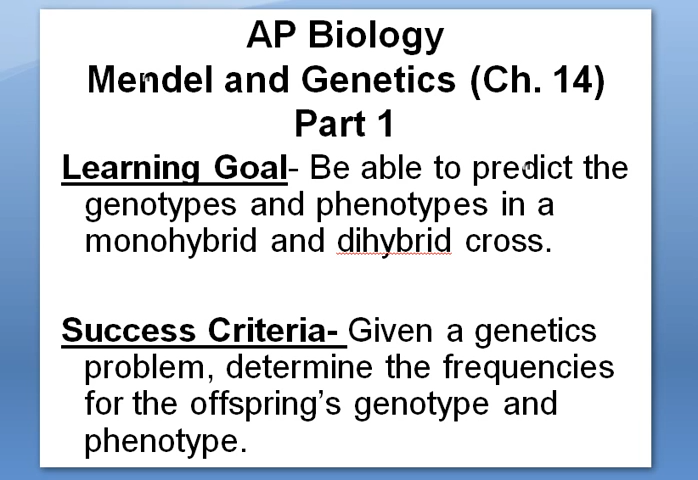 AP Biology
Mendel and Genetics (Ch. 14)
Part 1
Learning Goal- Be able to predict the
genotypes and phenotypes in a
monohybrid and dihybrid cross.
Success Criteria- Given a genetics
problem, determine the frequencies
for the offspring's genotype and
phenotype.